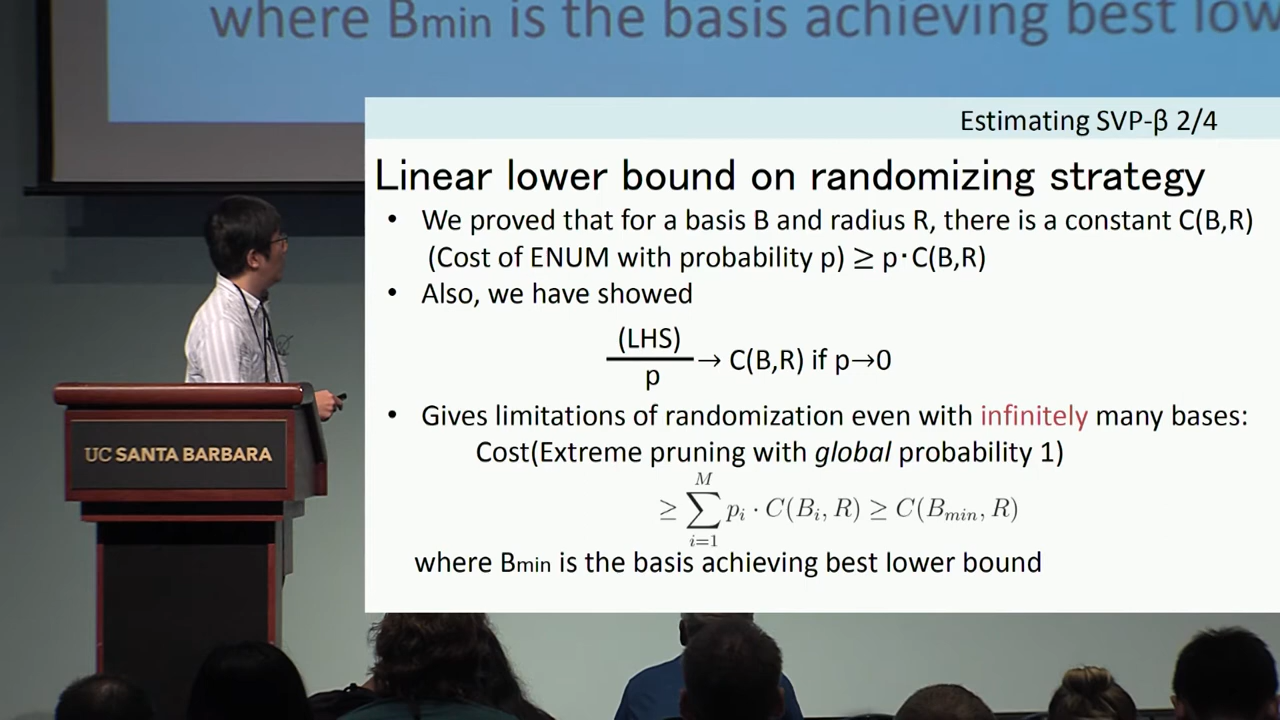 where Bmin is the basis achieving best low
Estimating SVP-β 2/4
Linear lower bound on randomizing strategy
• We proved that for a basis B and radius R, there is a constant C(B,R)
(Cost of ENUM with probability p) ≥ p･C(B,R)
• Also, we have showed
(LHS)
p
→ C(B,R) if p→0
• Gives limitations of randomization even with infinitely many bases:
Cost(Extreme pruning with global probability 1)
≥ \sum_{i=1}^{M} p_i · C(B_i, R) ≥ C(B_{min}, R)
where Bmin is the basis achieving best lower bound
UC SANTA BARBARA